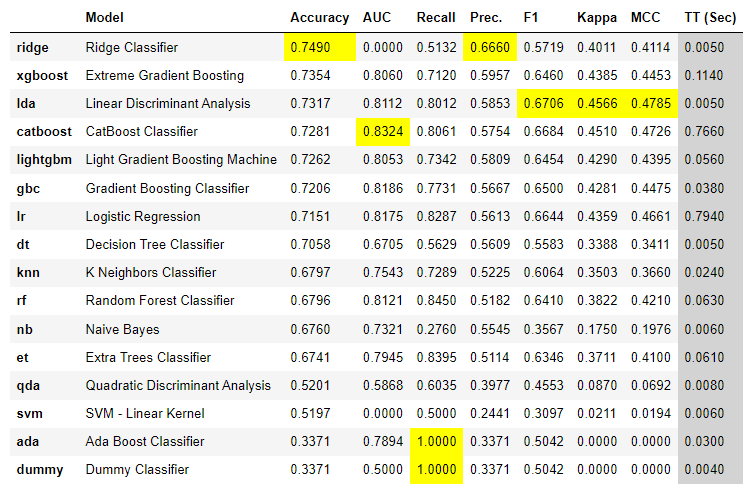 Model Accuracy AUC Recall Prec. F1 Kappa MCC TT (Sec)
ridge Ridge Classifier 0.7490 0.0000 0.5132 0.6660 0.5719 0.4011 0.4114 0.0050
xgboost Extreme Gradient Boosting 0.7354 0.8060 0.7120 0.5957 0.6460 0.4385 0.4453 0.1140
lda Linear Discriminant Analysis 0.7317 0.8112 0.8012 0.5853 0.6706 0.4566 0.4785 0.0050
catboost CatBoost Classifier 0.7281 0.8324 0.8061 0.5754 0.6684 0.4510 0.4726 0.7660
lightgbm Light Gradient Boosting Machine 0.7262 0.8053 0.7342 0.5809 0.6454 0.4290 0.4395 0.0560
gbc Gradient Boosting Classifier 0.7206 0.8186 0.7731 0.5667 0.6500 0.4281 0.4475 0.0380
lr Logistic Regression 0.7151 0.8175 0.8287 0.5613 0.6644 0.4359 0.4661 0.7940
dt Decision Tree Classifier 0.7058 0.6705 0.5629 0.5609 0.5583 0.3388 0.3411 0.0050
knn K Neighbors Classifier 0.6797 0.7543 0.7289 0.5225 0.6064 0.3503 0.3660 0.0240
rf Random Forest Classifier 0.6796 0.8121 0.8450 0.5182 0.6410 0.3822 0.4210 0.0630
nb Naive Bayes 0.6760 0.7321 0.2760 0.5545 0.3567 0.1750 0.1976 0.0060
et Extra Trees Classifier 0.6741 0.7945 0.8395 0.5114 0.6346 0.3711 0.4100 0.0610
qda Quadratic Discriminant Analysis 0.5201 0.5868 0.6035 0.3977 0.4553 0.0870 0.0692 0.0080
svm SVM - Linear Kernel 0.5197 0.0000 0.5000 0.2441 0.3097 0.0211 0.0194 0.0060
ada Ada Boost Classifier 0.3371 0.7894 1.0000 0.3371 0.5042 0.0000 0.0000 0.0300
dummy Dummy Classifier 0.3371 0.5000 1.0000 0.3371 0.5042 0.0000 0.0000 0.0040